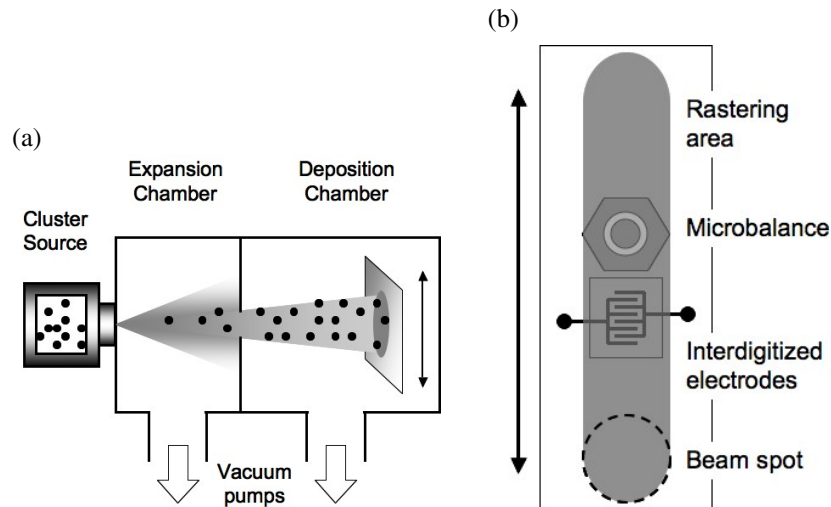 (a)
Expansion
Chamber
Deposition
Chamber
Cluster
Source
Vacuum
pumps
(b)
Rastering
area
Microbalance
Interdigitized
electrodes
Beam spot